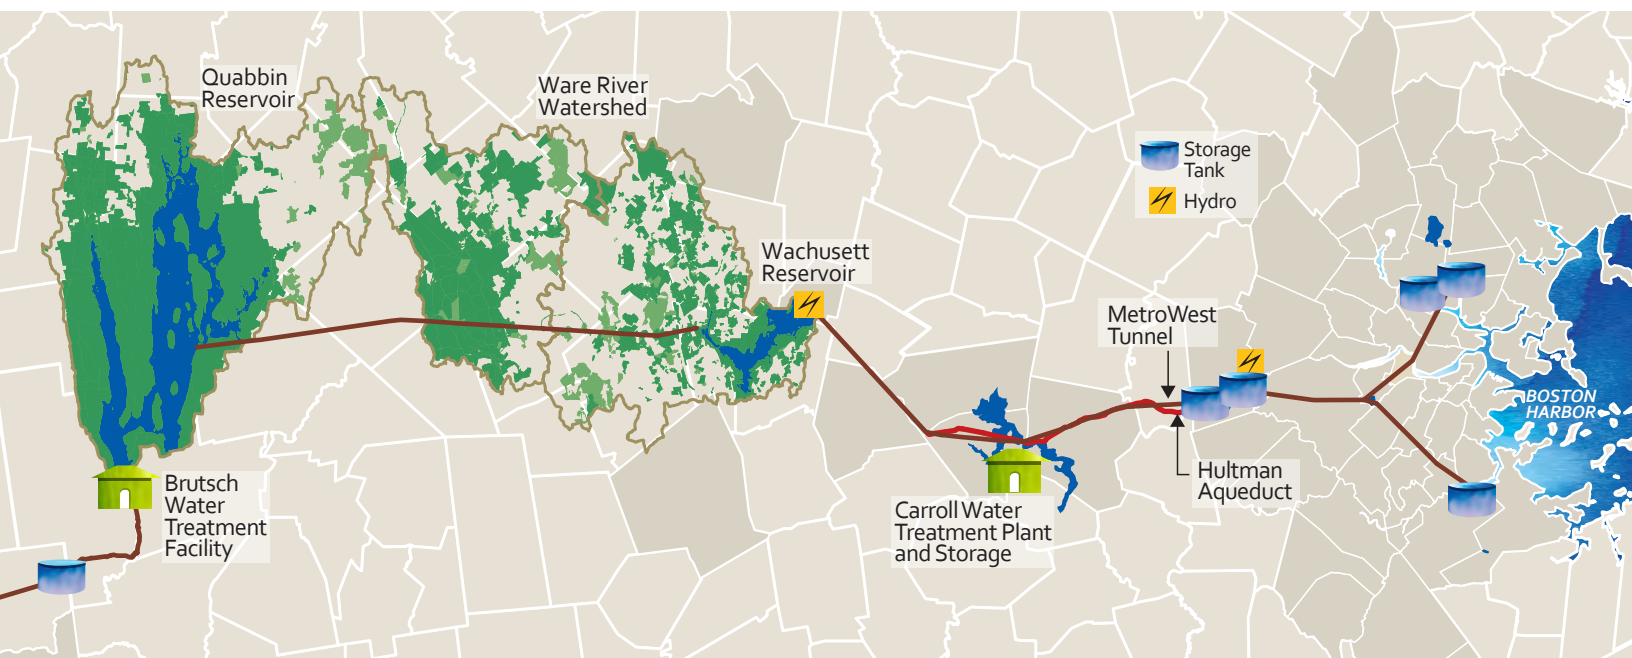 Quabbin
Reservoir
Ware River
Watershed
Storage
Tank
Hydro
Wachusett
Reservoir
MetroWest
Tunnel
BOSTON
HARBOR
Hultman
Aqueduct
Brutsch
Water
Treatment
Facility
Carroll Water
Treatment Plant
and Storage